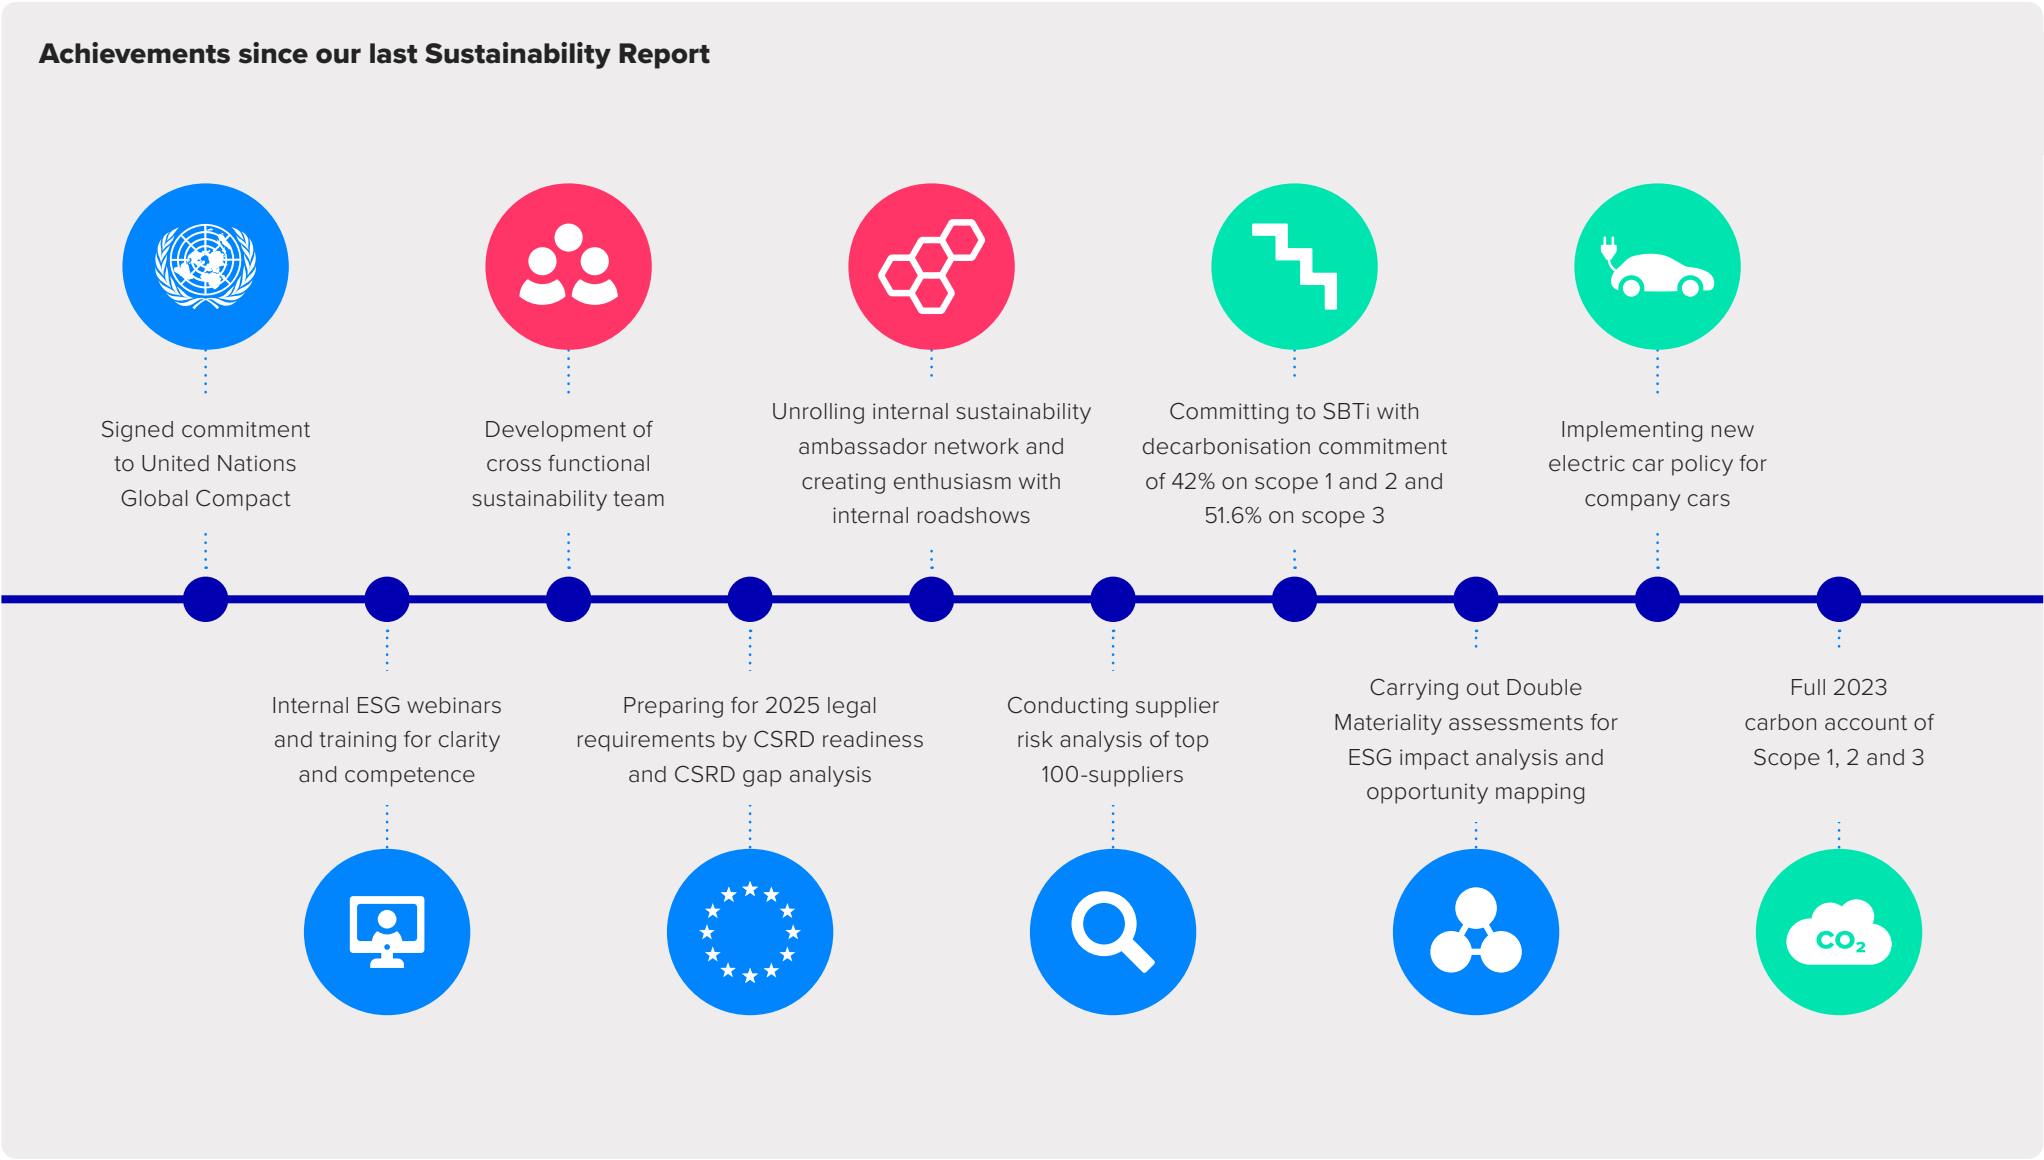 Achievements since our last Sustainability Report
Signed commitment
to United Nations
Global Compact
Development of
cross functional
sustainability team
Unrolling internal sustainability
ambassador network and
creating enthusiasm with
internal roadshows
Committing to SBTi with
decarbonisation commitment
of 42% on scope 1 and 2 and
51.6% on scope 3
Implementing new
electric car policy for
company cars
Internal ESG webinars
and training for clarity
and competence
Preparing for 2025 legal
requirements by CSRD readiness
and CSRD gap analysis
Conducting supplier
risk analysis of top
100-suppliers
Carrying out Double
Materiality assessments for
ESG impact analysis and
opportunity mapping
Full 2023
carbon account of
Scope 1, 2 and 3
CO₂